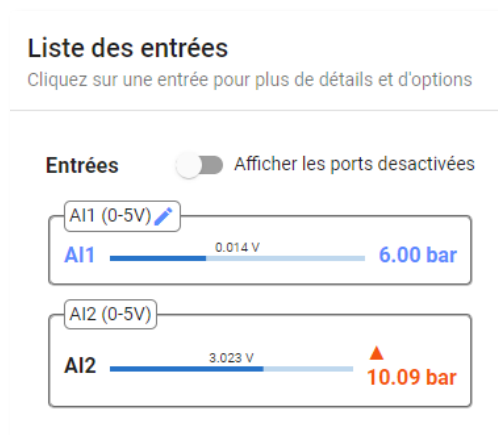 Liste des entrées
Cliquez sur une entrée pour plus de détails et d'options
Entrées Afficher les ports desactivées
AI1 (0-5V)
AI1 0.014 V 6.00 bar
AI2 (0-5V)
AI2 3.023 V ▲ 10.09 bar